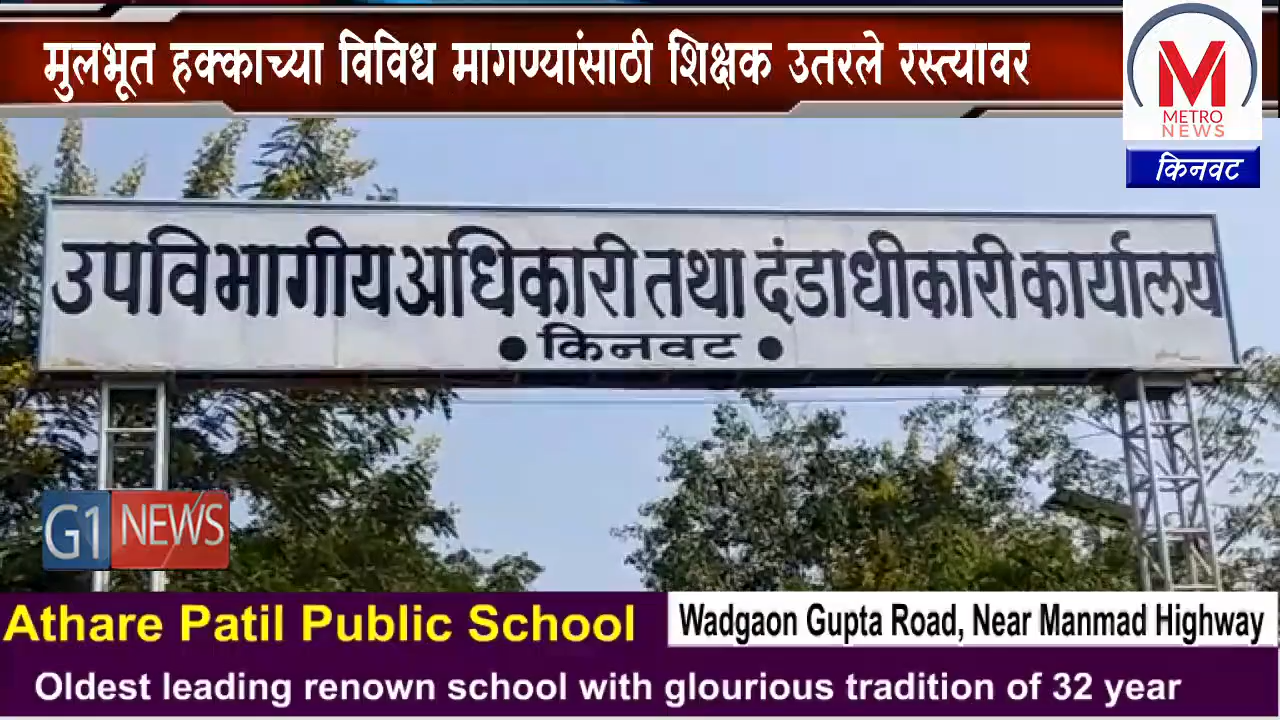 मुलभूत हक्काच्या विविध मागण्यांसाठी शिक्षक उतरले रस्त्यावर
M
METRO
NEWS
किनवट
उपविभागीय अधिकारी तथा दंडाधीकारी कार्यालय
• किनवट •
G1 NEWS
Athare Patil Public School
Wadgaon Gupta Road, Near Manmad Highway
Oldest leading renown school with glourious tradition of 32 year